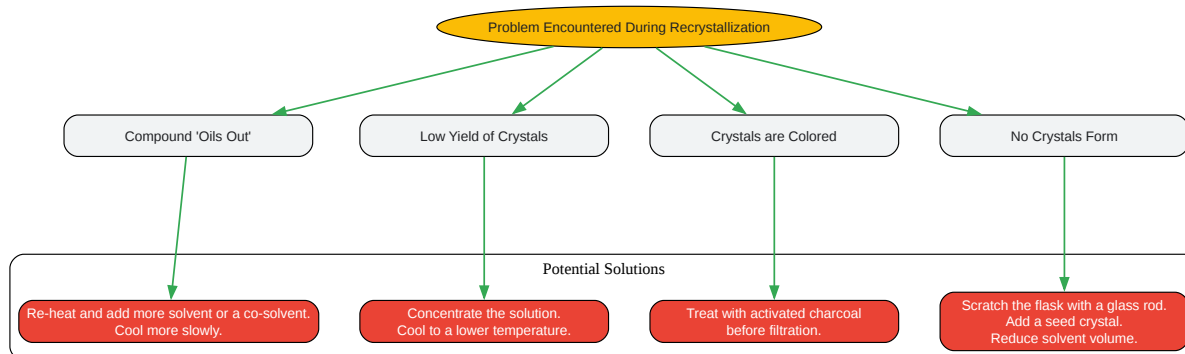 Problem Encountered During Recrystallization
Compound 'Oils Out'
Low Yield of Crystals
Crystals are Colored
No Crystals Form
Potential Solutions
Re-heat and add more solvent or a co-solvent.
Cool more slowly.
Concentrate the solution.
Cool to a lower temperature.
Treat with activated charcoal
before filtration.
Scratch the flask with a glass rod.
Add a seed crystal.
Reduce solvent volume.